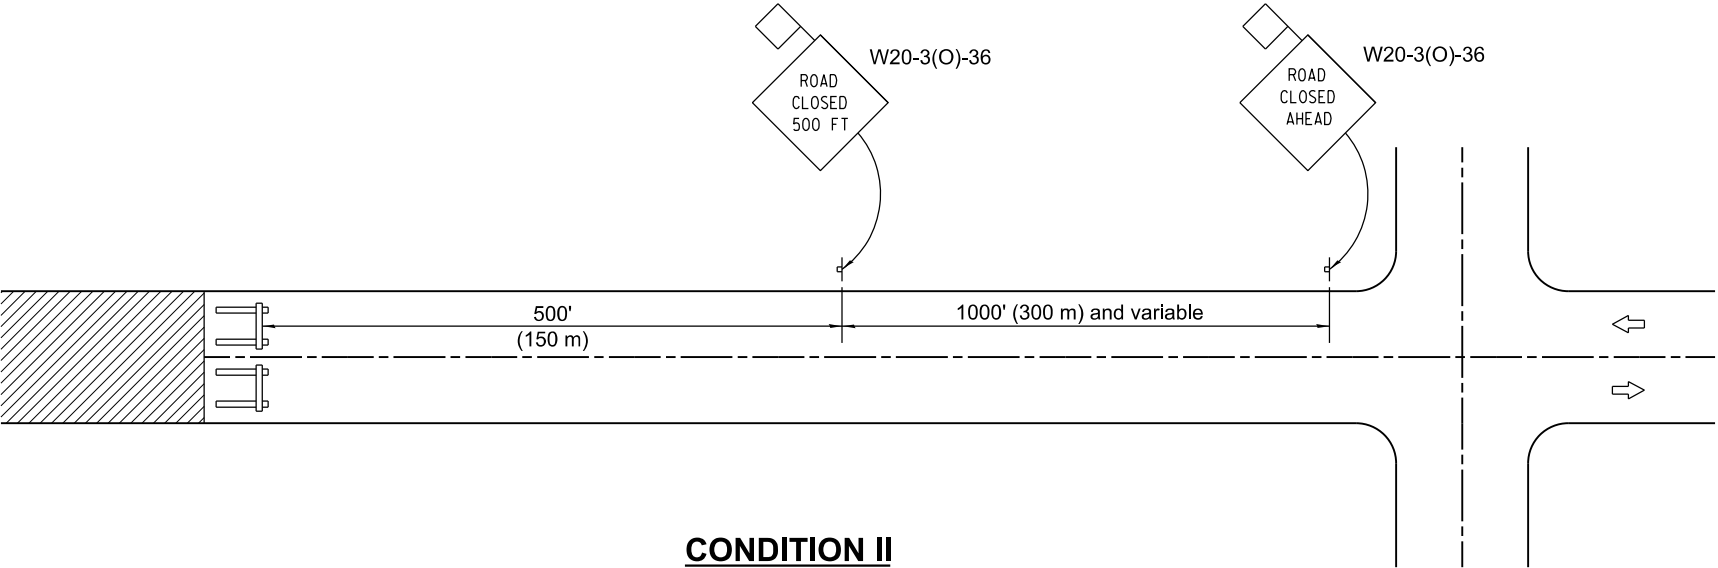 W20-3(O)-36
ROAD
CLOSED
500 FT
W20-3(O)-36
ROAD
CLOSED
AHEAD
500'
(150 m)
1000' (300 m) and variable
CONDITION II